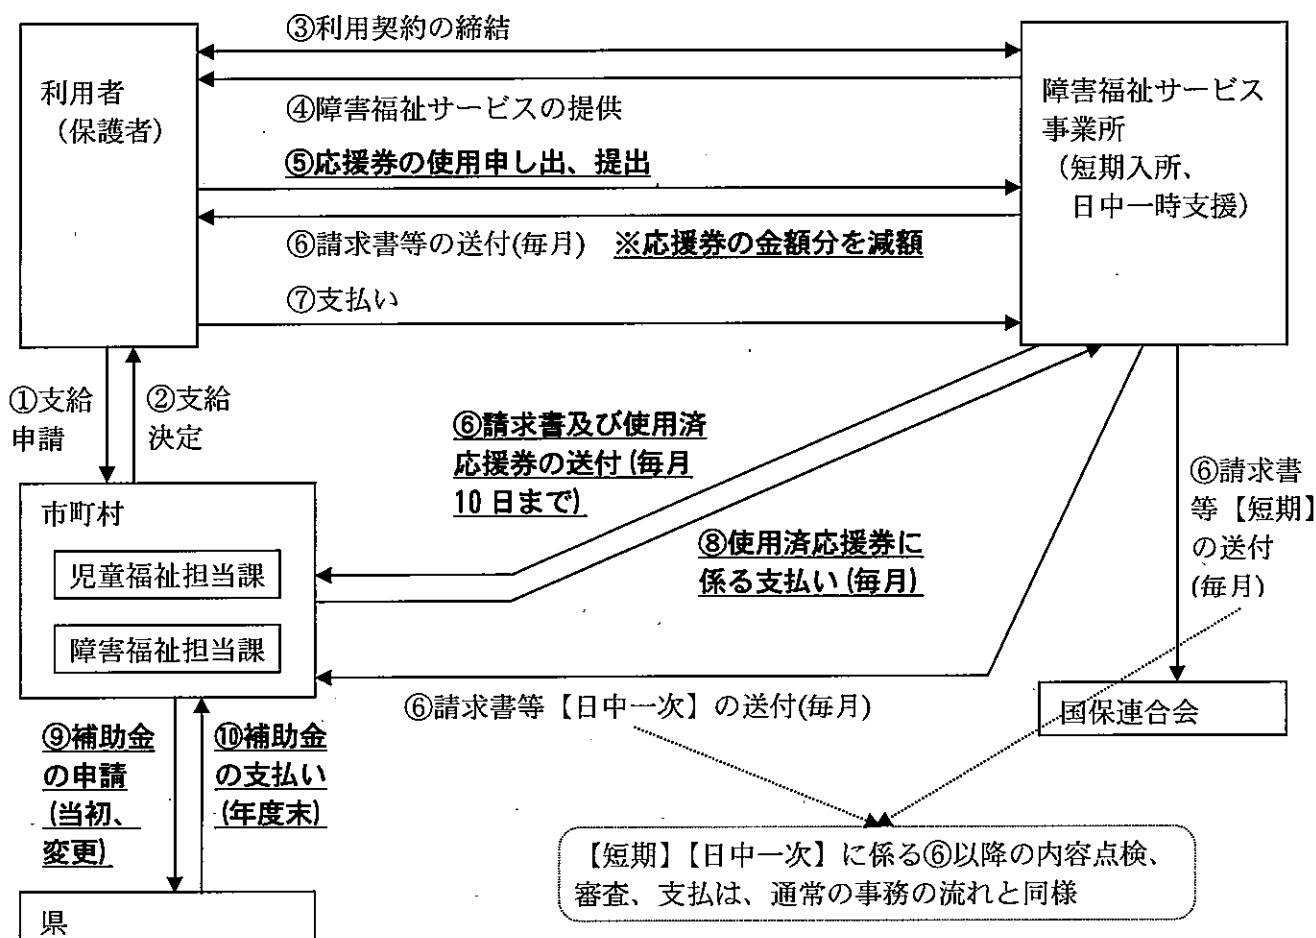 ③利用契約の締結
利用者
（保護者）
④障害福祉サービスの提供
⑤応援券の使用申し出、提出
⑥請求書等の送付(毎月)　※応援券の金額分を減額
⑦支払い
障害福祉サービス
事業所
（短期入所、
日中一時支援）
①支給
申請
②支給
決定
⑥請求書及び使用済
応援券の送付(毎月
10日まで)
⑧使用済応援券に
係る支払い(毎月)
⑥請求書
等【短期】
の送付
(毎月)
市町村
児童福祉担当課
障害福祉担当課
⑥請求書等【日中一次】の送付(毎月)
国保連合会
⑨補助金
の申請
(当初、
変更)
⑩補助金
の支払い
(年度末)
【短期】【日中一次】に係る⑥以降の内容点検、
審査、支払は、通常の事務の流れと同様
県